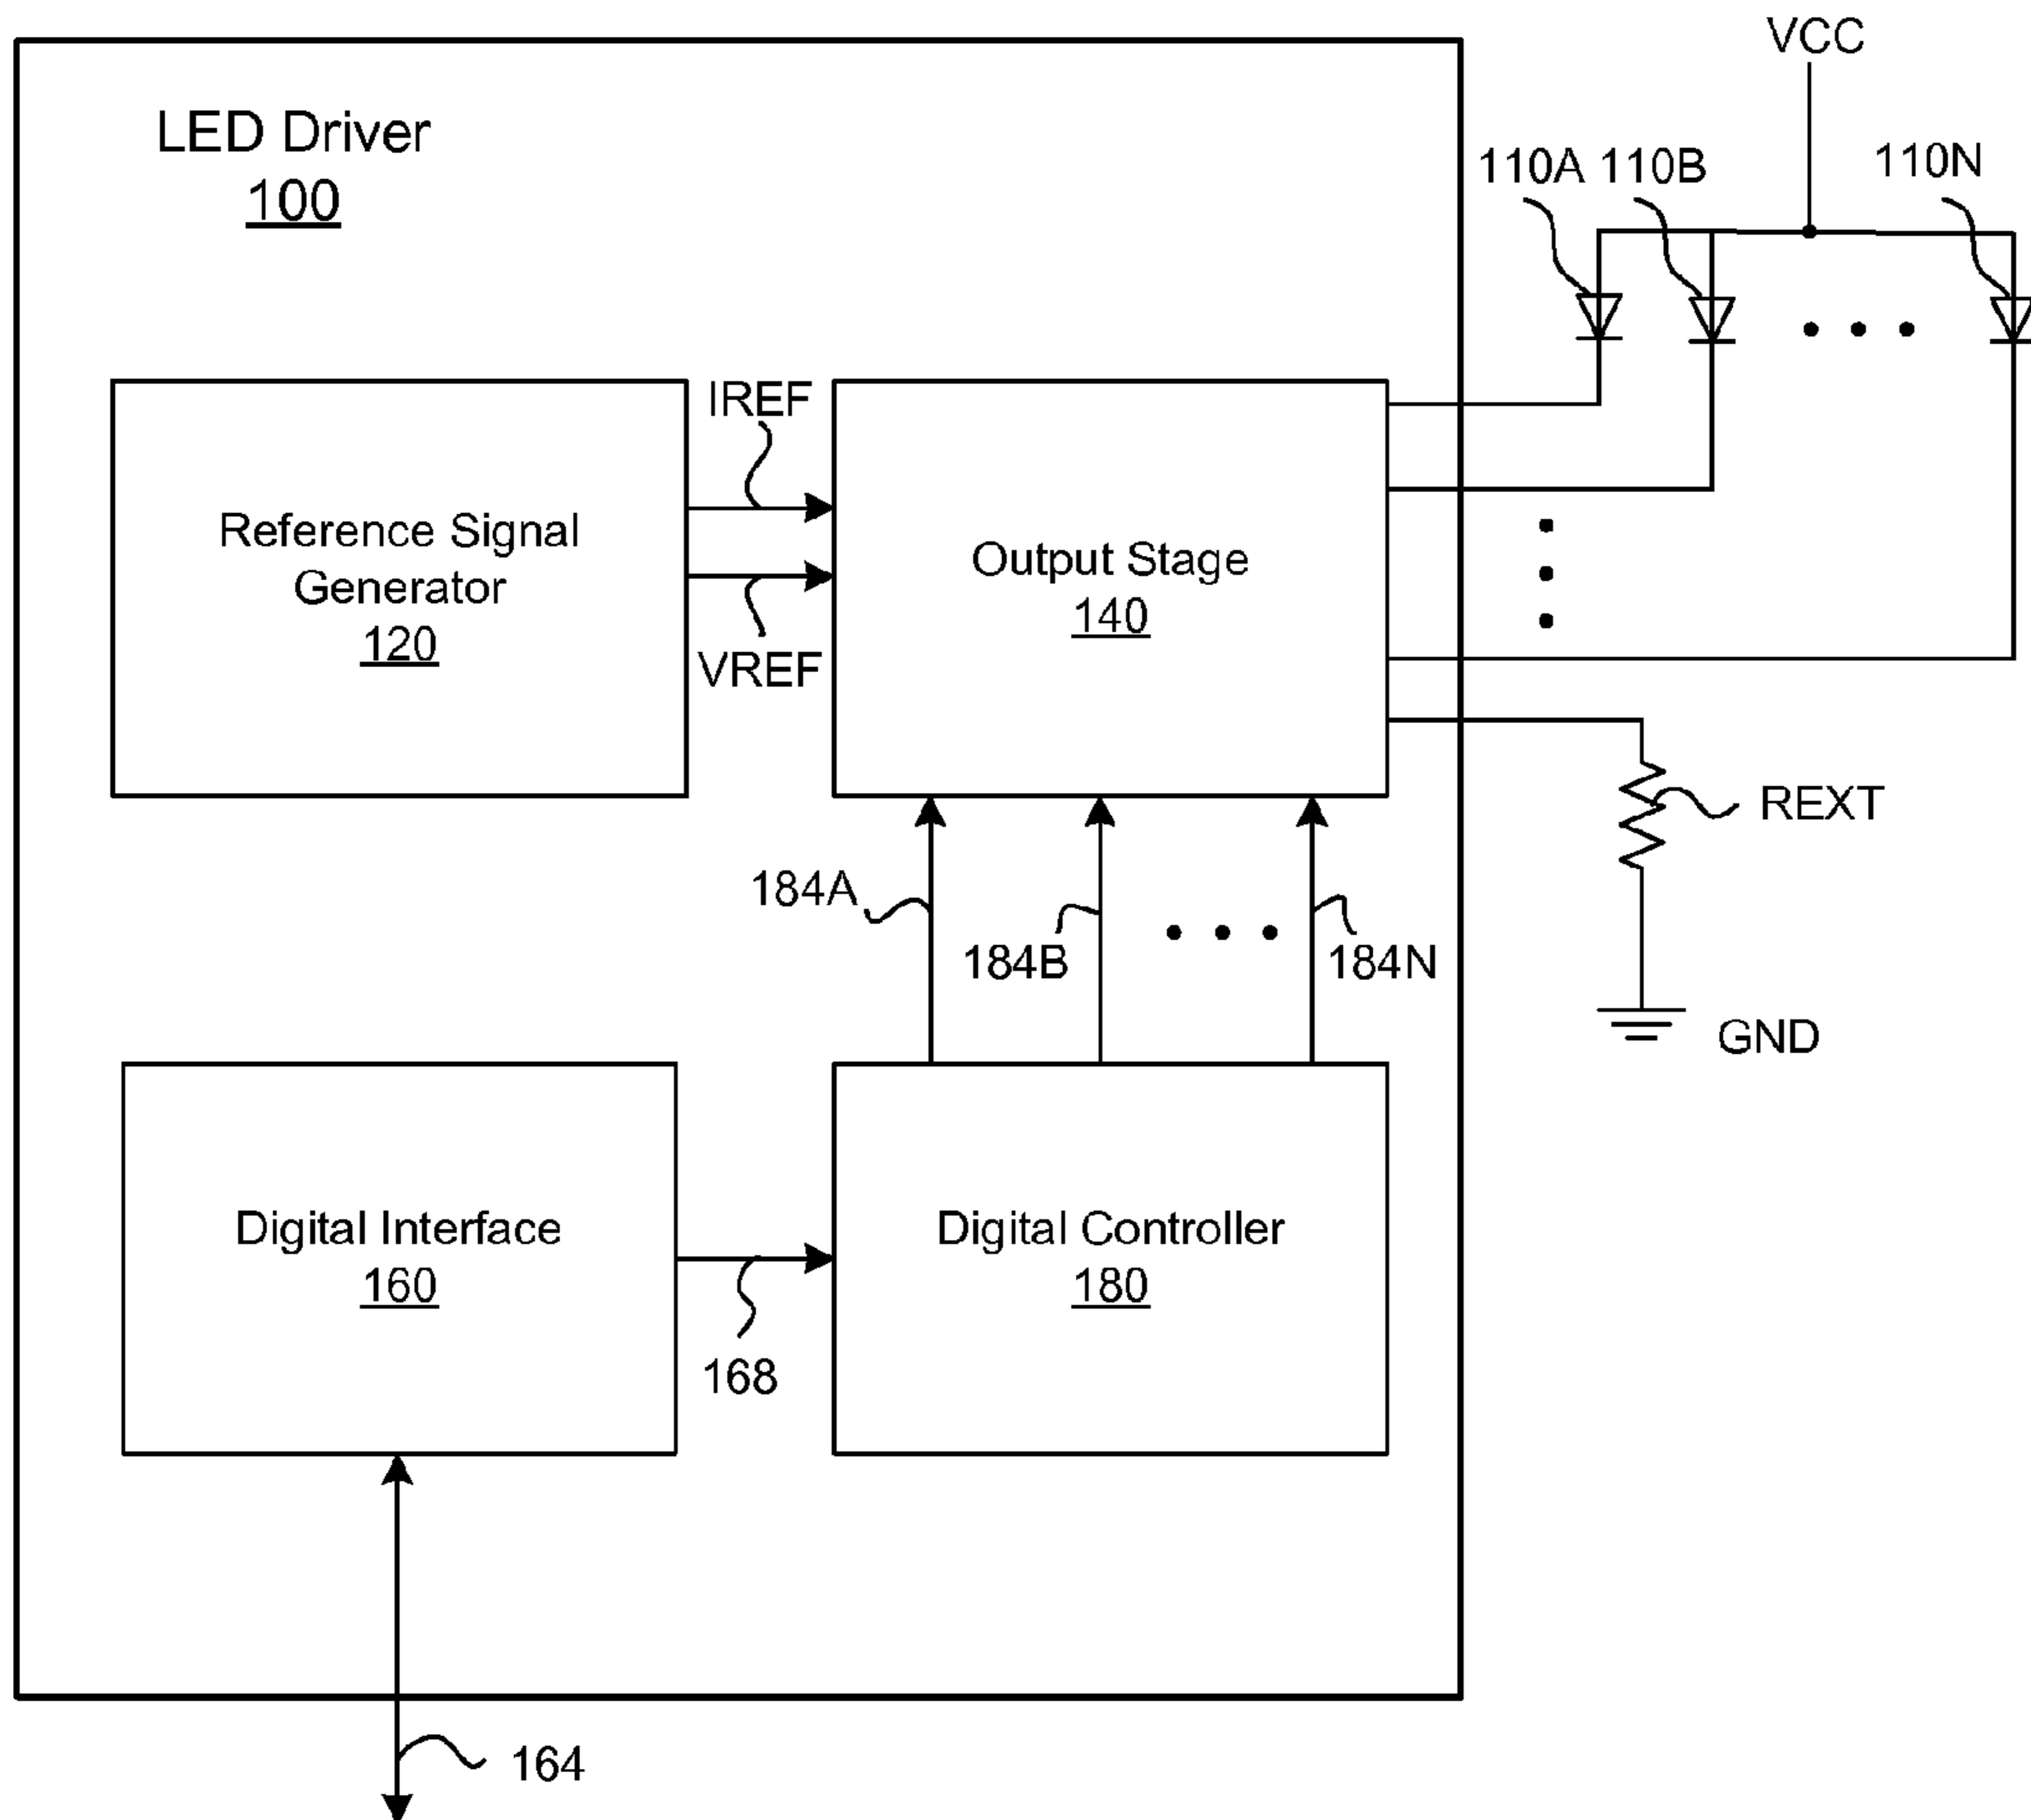 VCC
LED Driver
100
110A 110B 110N
IREF
Reference Signal
Generator
120
VREF
Output Stage
140
REXT
184A
184B
184N
GND
Digital Interface
160
168
Digital Controller
180
164